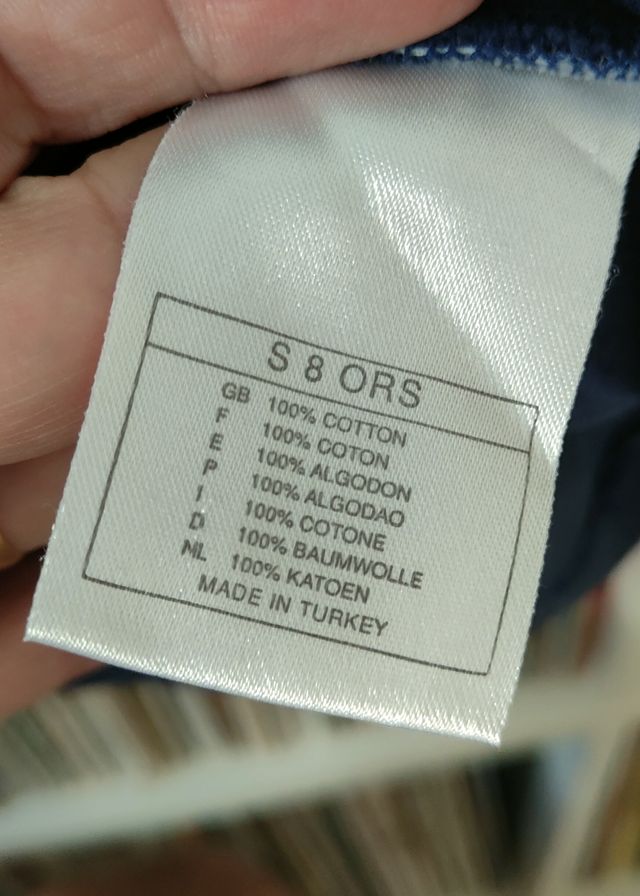 S 8 ORS
GB 100% COTTON
F 100% COTON
E 100% ALGODON
P 100% ALGODAO
I 100% COTONE
D 100% BAUMWOLLE
NL 100% KATOEN
MADE IN TURKEY